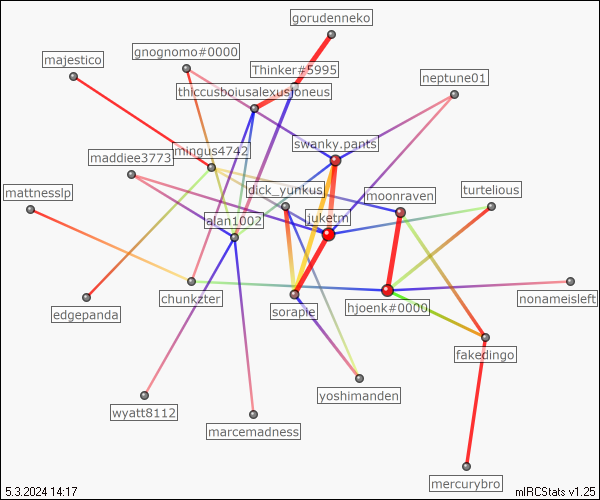 gorudenneko
gnognomo#0000
majestico
Thinker#5995
neptune01
thiccusboiusalexusjoneus
swanky.pants
mingus4742
maddiee3773
dick_yunkus
mattnesslp
moonraven
turtelious
alan1002
juketrn
chunkzter
nonameisleft
edgepanda
sorapie
hjoenk#0000
fakedingo
yoshimanden
wyatt8112
marcemadness
mercurybro
5.3.2024 14:17
mIRCStats v1.25